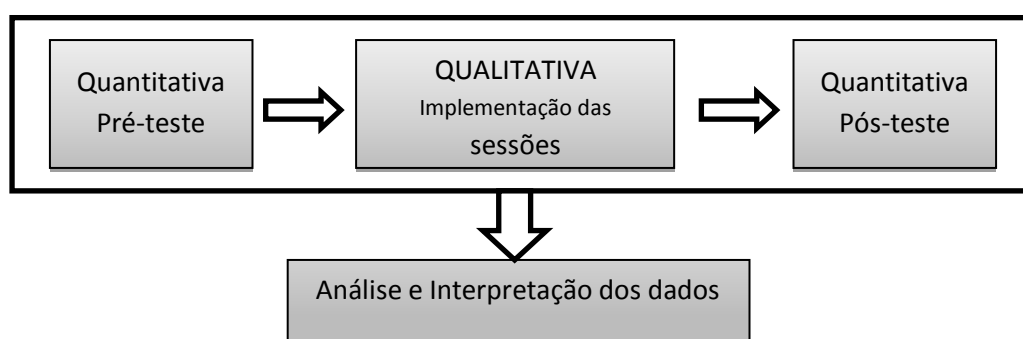 Quantitativa
Pré-teste
QUALITATIVA
Implementação das
sessões
Quantitativa
Pós-teste
Análise e Interpretação dos dados